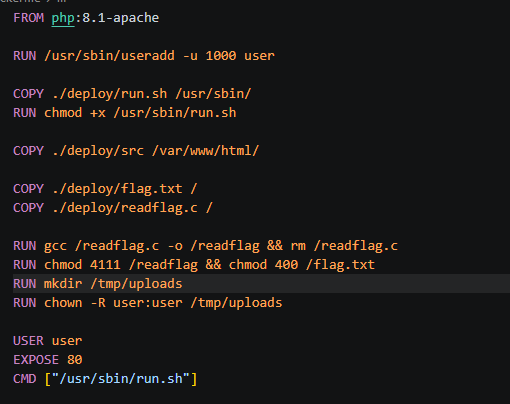 FROM php:8.1-apache
RUN /usr/sbin/useradd -u 1000 user
COPY ./deploy/run.sh /usr/sbin/
RUN chmod +x /usr/sbin/run.sh
COPY ./deploy/src /var/www/html/
COPY ./deploy/flag.txt /
COPY ./deploy/readflag.c /
RUN gcc /readflag.c -o /readflag && rm /readflag.c
RUN chmod 4111 /readflag && chmod 400 /flag.txt
RUN mkdir /tmp/uploads
RUN chown -R user:user /tmp/uploads
USER user
EXPOSE 80
CMD ["/usr/sbin/run.sh"]